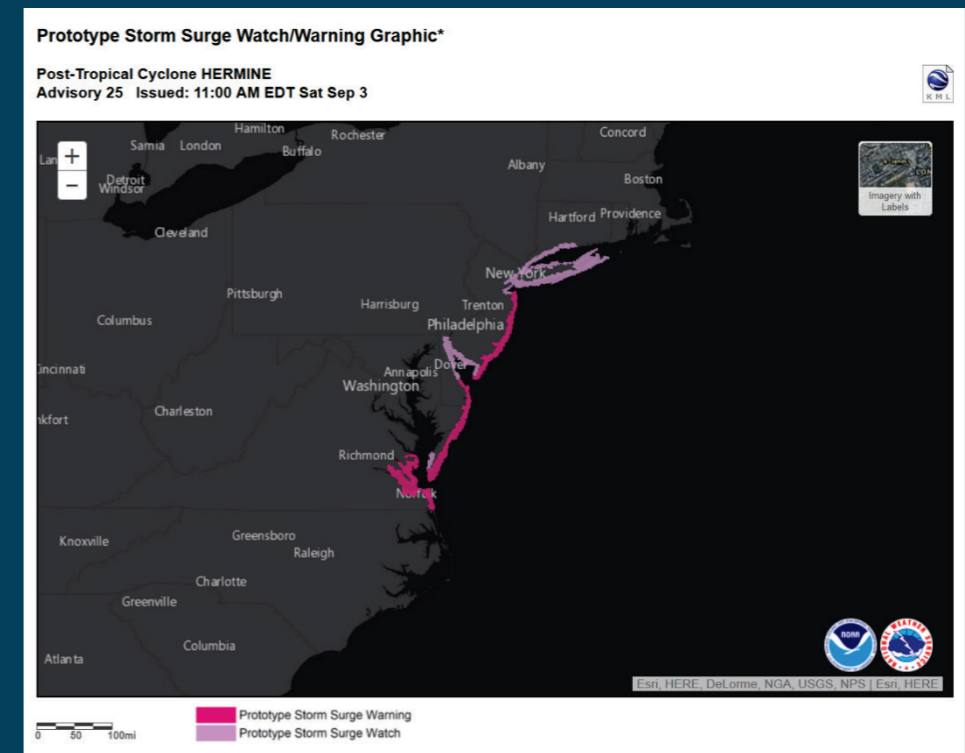 Prototype Storm Surge Watch/Warning Graphic*
Post-Tropical Cyclone HERMINE
Advisory 25 Issued: 11:00 AM EDT Sat Sep 3
KML
Hamilton
Rochester
Concord
Lan
+
Sarnia
London
Buffalo
Albany
−
Detroit
Windsor
Boston
Imagery with
Labels
Hartford
Providence
Cleveland
New York
Pittsburgh
Harrisburg
Trenton
Columbus
Philadelphia
Cincinnati
Annapolis
Dover
Washington
nkfort
Charleston
Richmond
Norfolk
Knoxville
Greensboro
Raleigh
Charlotte
Greenville
Columbia
NOAA
Atlanta
Esri, HERE, DeLorme, NGA, USGS, NPS | Esri, HERE
Prototype Storm Surge Warning
0 50 100mi
Prototype Storm Surge Watch